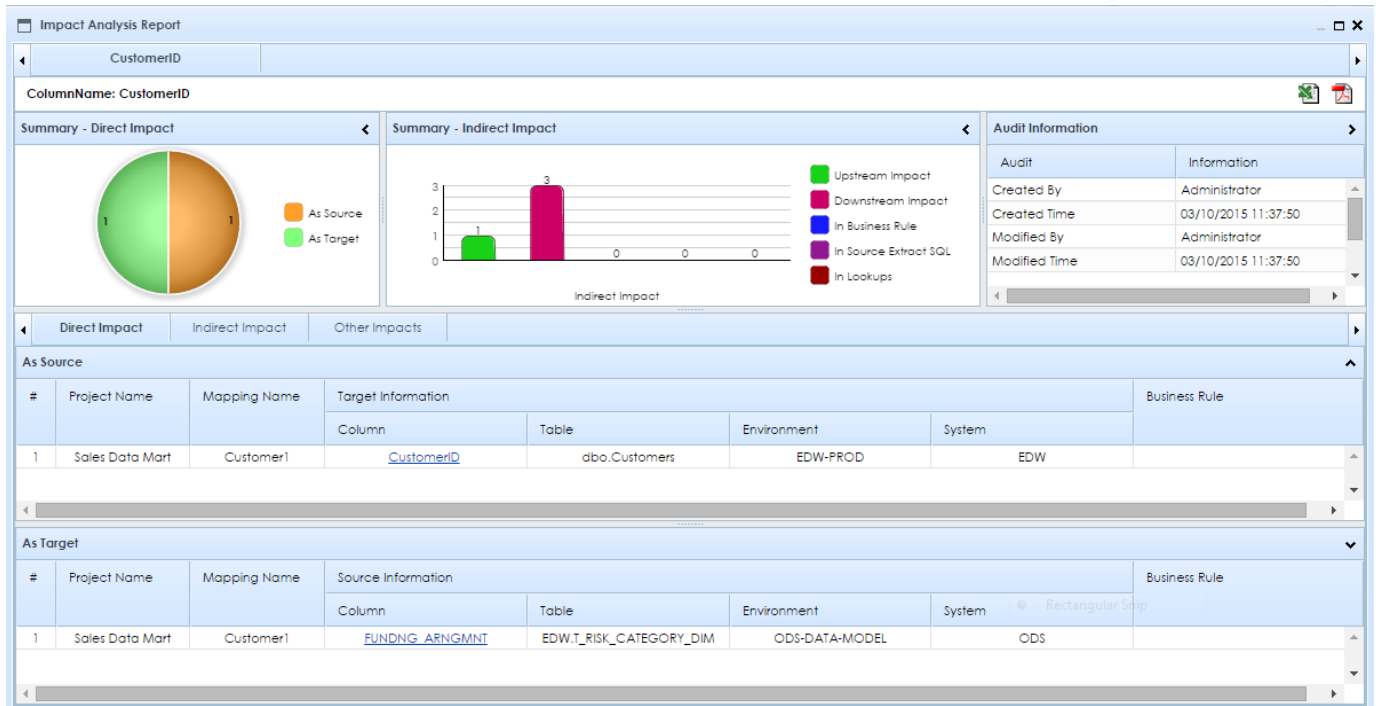 Impact Analysis Report
CustomerID
ColumnName: CustomerID
Summary - Direct Impact
1
1
As Source
As Target
Summary - Indirect Impact
3
2
1
0
1
3
0
0
0
Indirect Impact
Upstream Impact
Downstream Impact
In Business Rule
In Source Extract SQL
In Lookups
Audit Information
Audit Information
Created By Administrator
Created Time 03/10/2015 11:37:50
Modified By Administrator
Modified Time 03/10/2015 11:37:50
Direct Impact Indirect Impact Other Impacts
As Source
# Project Name Mapping Name Target Information Business Rule
Column Table Environment System
1 Sales Data Mart Customer1 CustomerID dbo.Customers EDW-PROD EDW
As Target
# Project Name Mapping Name Source Information Business Rule
Column Table Environment System Rectangular Snip
1 Sales Data Mart Customer1 FUNDNG_ARNGMNT EDW.T_RISK_CATEGORY_DIM ODS-DATA-MODEL ODS